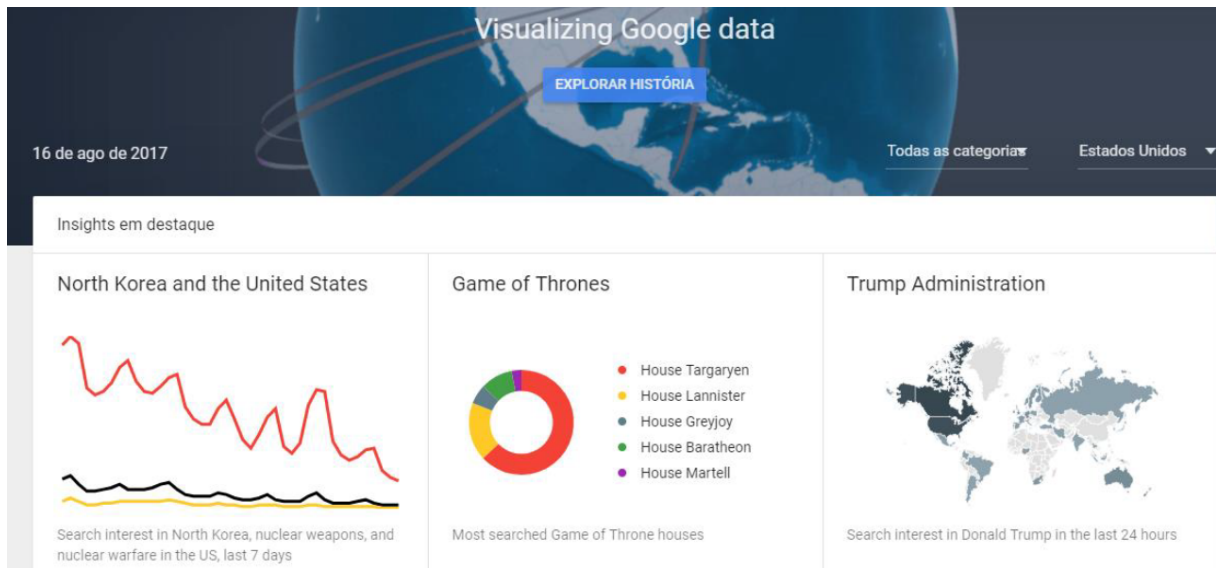 Visualizing Google data
EXPLORAR HISTÓRIA
16 de ago de 2017
Todas as categorias
Estados Unidos
Insights em destaque
North Korea and the United States
Search interest in North Korea, nuclear weapons, and
nuclear warfare in the US, last 7 days
Game of Thrones
House Targaryen
House Lannister
House Greyjoy
House Baratheon
House Martell
Most searched Game of Throne houses
Trump Administration
Search interest in Donald Trump in the last 24 hours